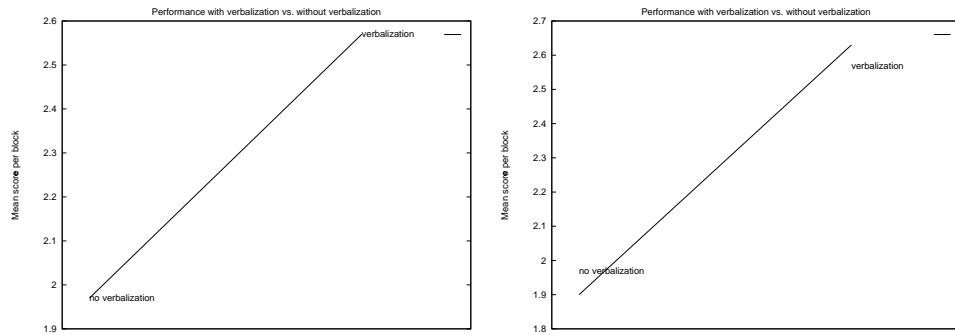 Performance with verbalization vs. without verbalization
2.6
2.5
2.4
2.3
2.2
2.1
2
1.9
Mean score per block
verbalization
no verbalization
Performance with verbalization vs. without verbalization
2.7
2.6
2.5
2.4
2.3
2.2
2.1
2
1.9
1.8
Mean score per block
verbalization
no verbalization